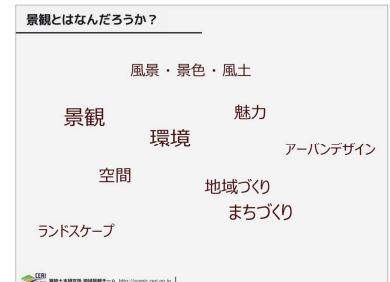 景観とはなんだろうか？
風景・景色・風土
景観
魅力
環境
アーバンデザイン
空間
地域づくり
まちづくり
ランドスケープ
CERI